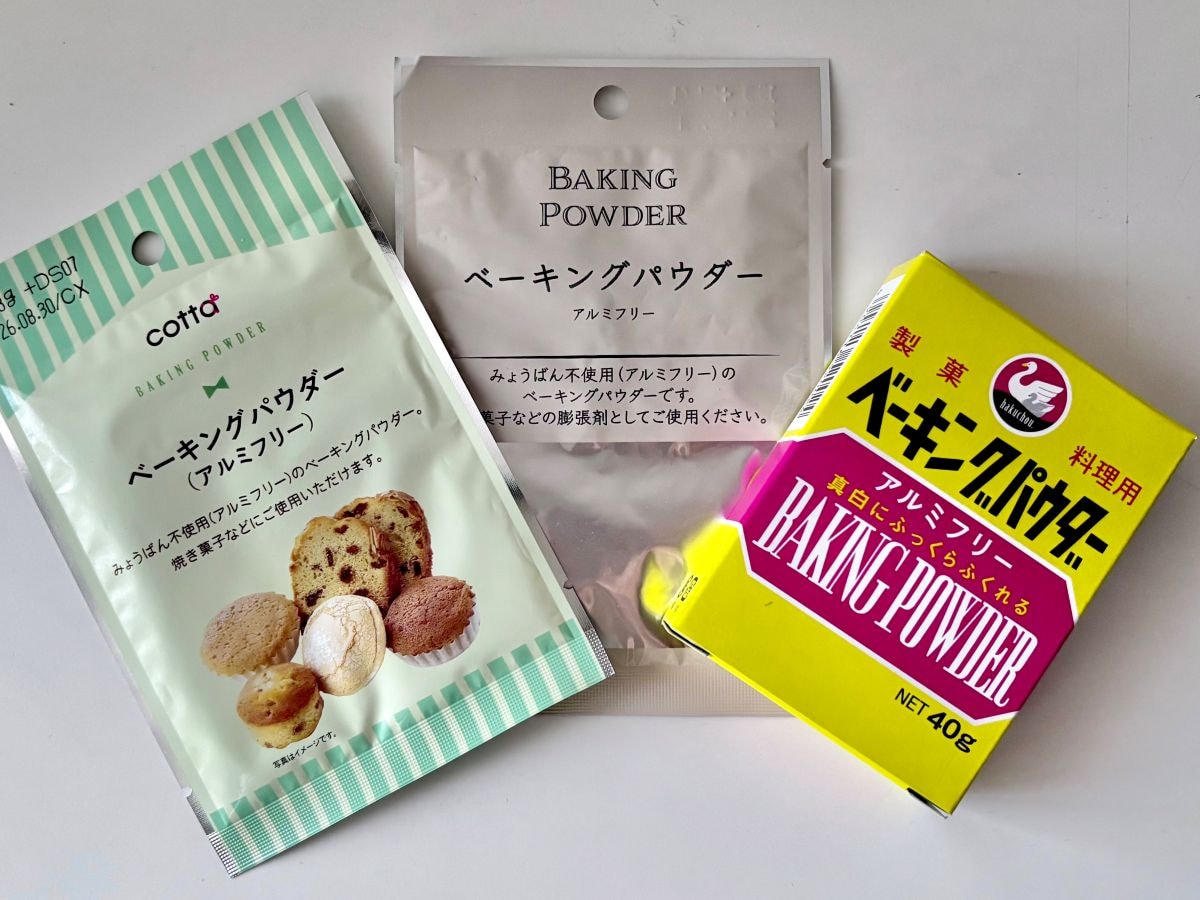 +DS07
26.08.30/CX
cotta
BAKING POWDER
ベーキングパウダー
(アルミフリー)
みょうばん不使用(アルミフリー)のベーキングパウダー。
焼き菓子などにご使用いただけます。
写真はイメージです。
BAKING
POWDER
ベーキングパウダー
アルミフリー
みょうばん不使用(アルミフリー)の
ベーキングパウダーです。
菓子などの膨張剤としてご使用ください。
製菓
hakuchou
料理用
ベーキングパウダー
アルミフリー
真白にふっくらふくれる
BAKING POWDER
NET 40g